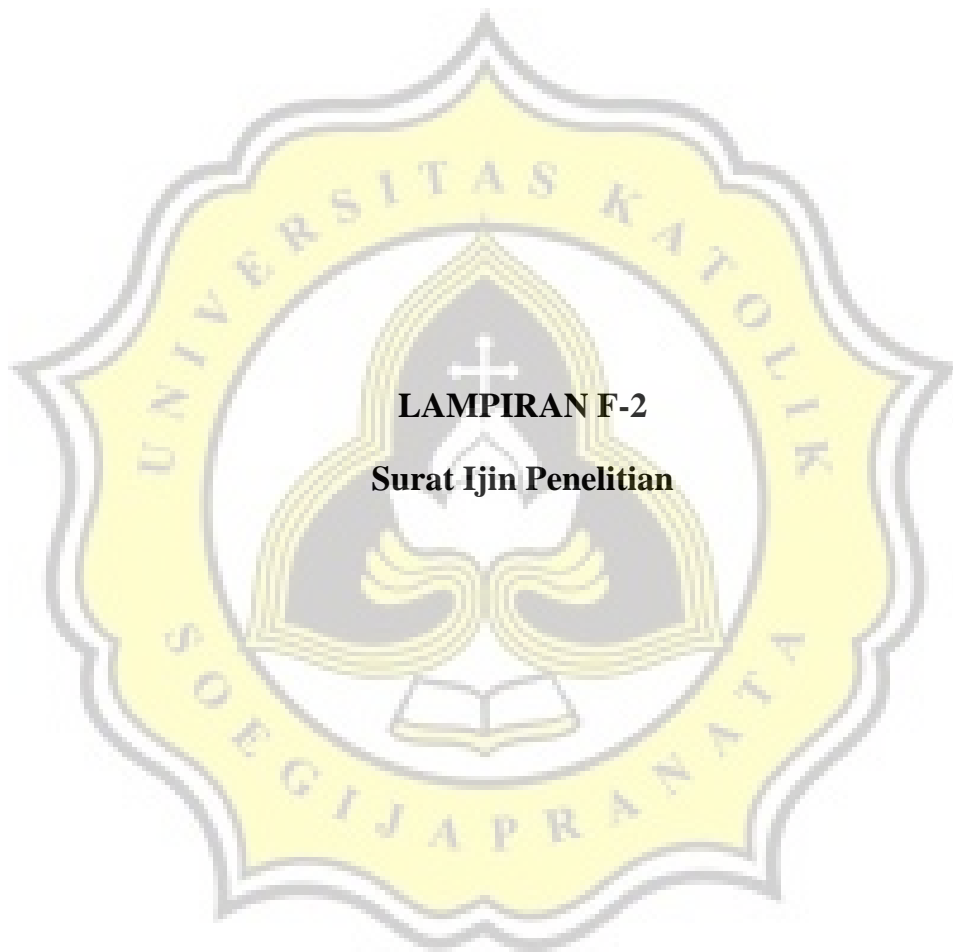 UNIVERSITAS KATOLIK
LAMPIRAN F-2
Surat Ijin Penelitian
SOEGIJAPRANATA